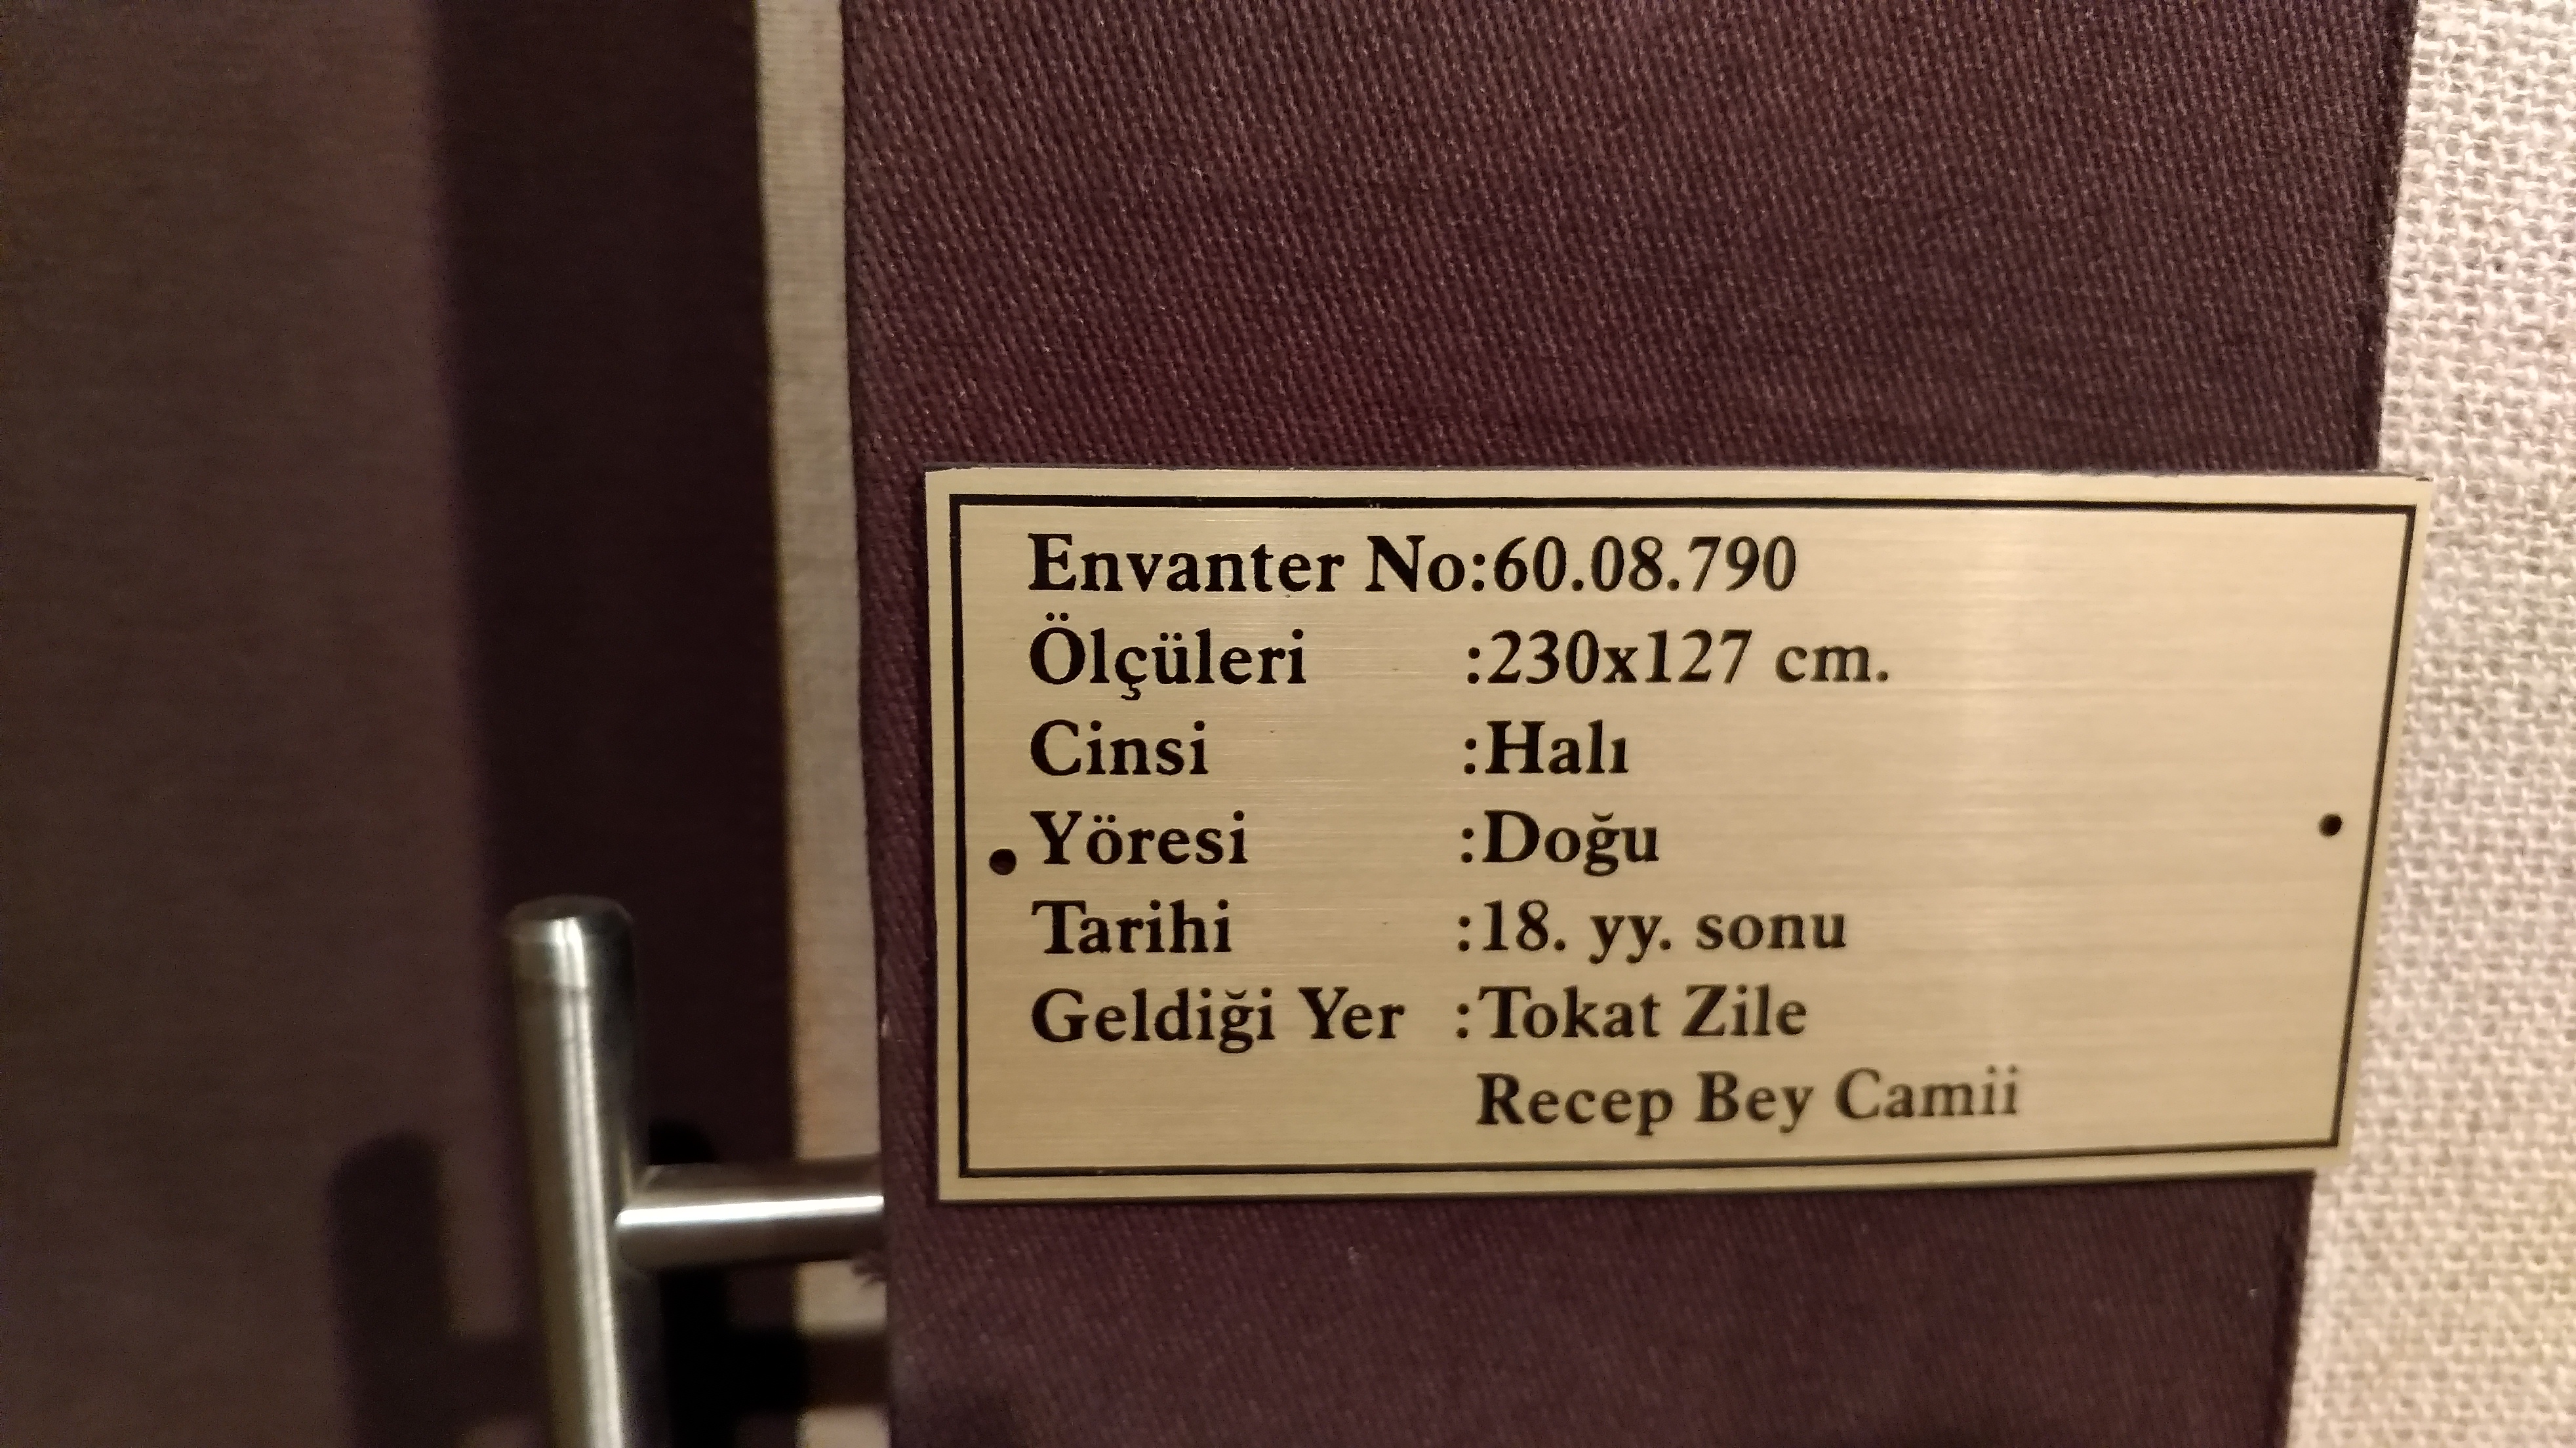 Envanter No:60.08.790
Ölçüleri :230x127 cm.
Cinsi :Halı
Yöresi :Doğu
Tarihi :18. yy. sonu
Geldiği Yer :Tokat Zile
Recep Bey Camii